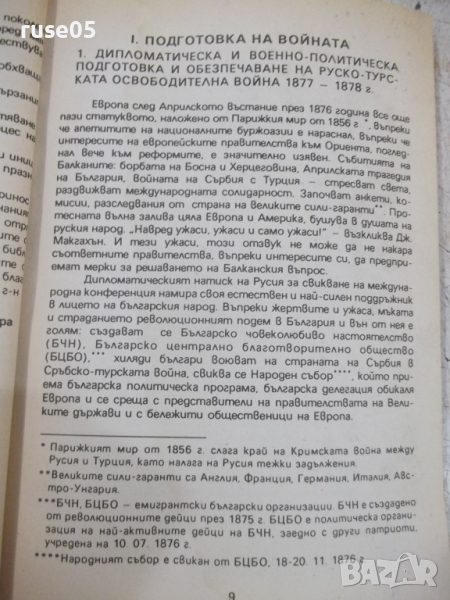 ruse05
I. ПОДГОТОВКА НА ВОЙНАТА
1. ДИПЛОМАТИЧЕСКА И ВОЕННО-ПОЛИТИЧЕСКА
ПОДГОТОВКА И ОБЕЗПЕЧАВАНЕ НА РУСКО-ТУРС-
КАТА ОСВОБОДИТЕЛНА ВОЙНА 1877 – 1878 г.
Европа след Априлското въстание през 1876 година все още
пази статуквото, наложено от Парижкия мир от 1856 г.*, въпреки
че апетитите на националните буржоазии е нараснал, въпреки че
интересите на европейските правителства към Ориента, поглед-
нал вече към реформите, е значително изявен. Събитията на
Балканите: борбата на Босна и Херцеговина, Априлската трагедия
на България, войната на Сърбия с Турция – стресват света,
раздвижват международната солидарност. Започват анкети, ко-
мисии, разследвания от страна на великите сили-гаранти**. Про-
тестната вълна залива цяла Европа и Америка, бушува в душата на
руския народ. „Навред ужаси, ужаси и само ужаси!“ – възкликва Дж.
Макгахън. И тези ужаси, този отзвук не може да не накара
съответните правителства, въпреки интересите си, да предпри-
емат мерки за решаването на Балканския въпрос.
Дипломатическият натиск на Русия за свикване на междуна-
родна конференция намира своя естествен и най-силен поддръжник
в лицето на българския народ. Въпреки жертвите и ужаса, мъката
и страданието революционният подем в България и вън от нея е
голям: създават се Българско човеколюбиво настоятелство
(БЧН), Българско централно благотворително общество
(БЦБО),*** хиляди българи воюват на страната на Сърбия в
Сръбско-турската война, свиква се Народен събор****, който при-
ема българска политическа програма, българска делегация обикаля
Европа и се среща с представители на правителствата на Вели-
ките държави и с бележити общественици на Европа.
* Парижкият мир от 1856 г. слага край на Кримската война между
Русия и Турция, като налага на Русия тежки задължения.
**Великите сили-гаранти са Англия, Франция, Германия, Италия, Авс-
тро-Унгария.
***БЧН, БЦБО – емигрантски български организации. БЧН е създадено
от революционните дейци през 1875 г. БЦБО е политическа органи-
зация на най-активните дейци на БЧН, заедно с други патриоти,
учредена на 10. 07. 1876 г.
****Народният събор е свикан от БЦБО, 18-20. 11. 1876 г.
9
BAZAR